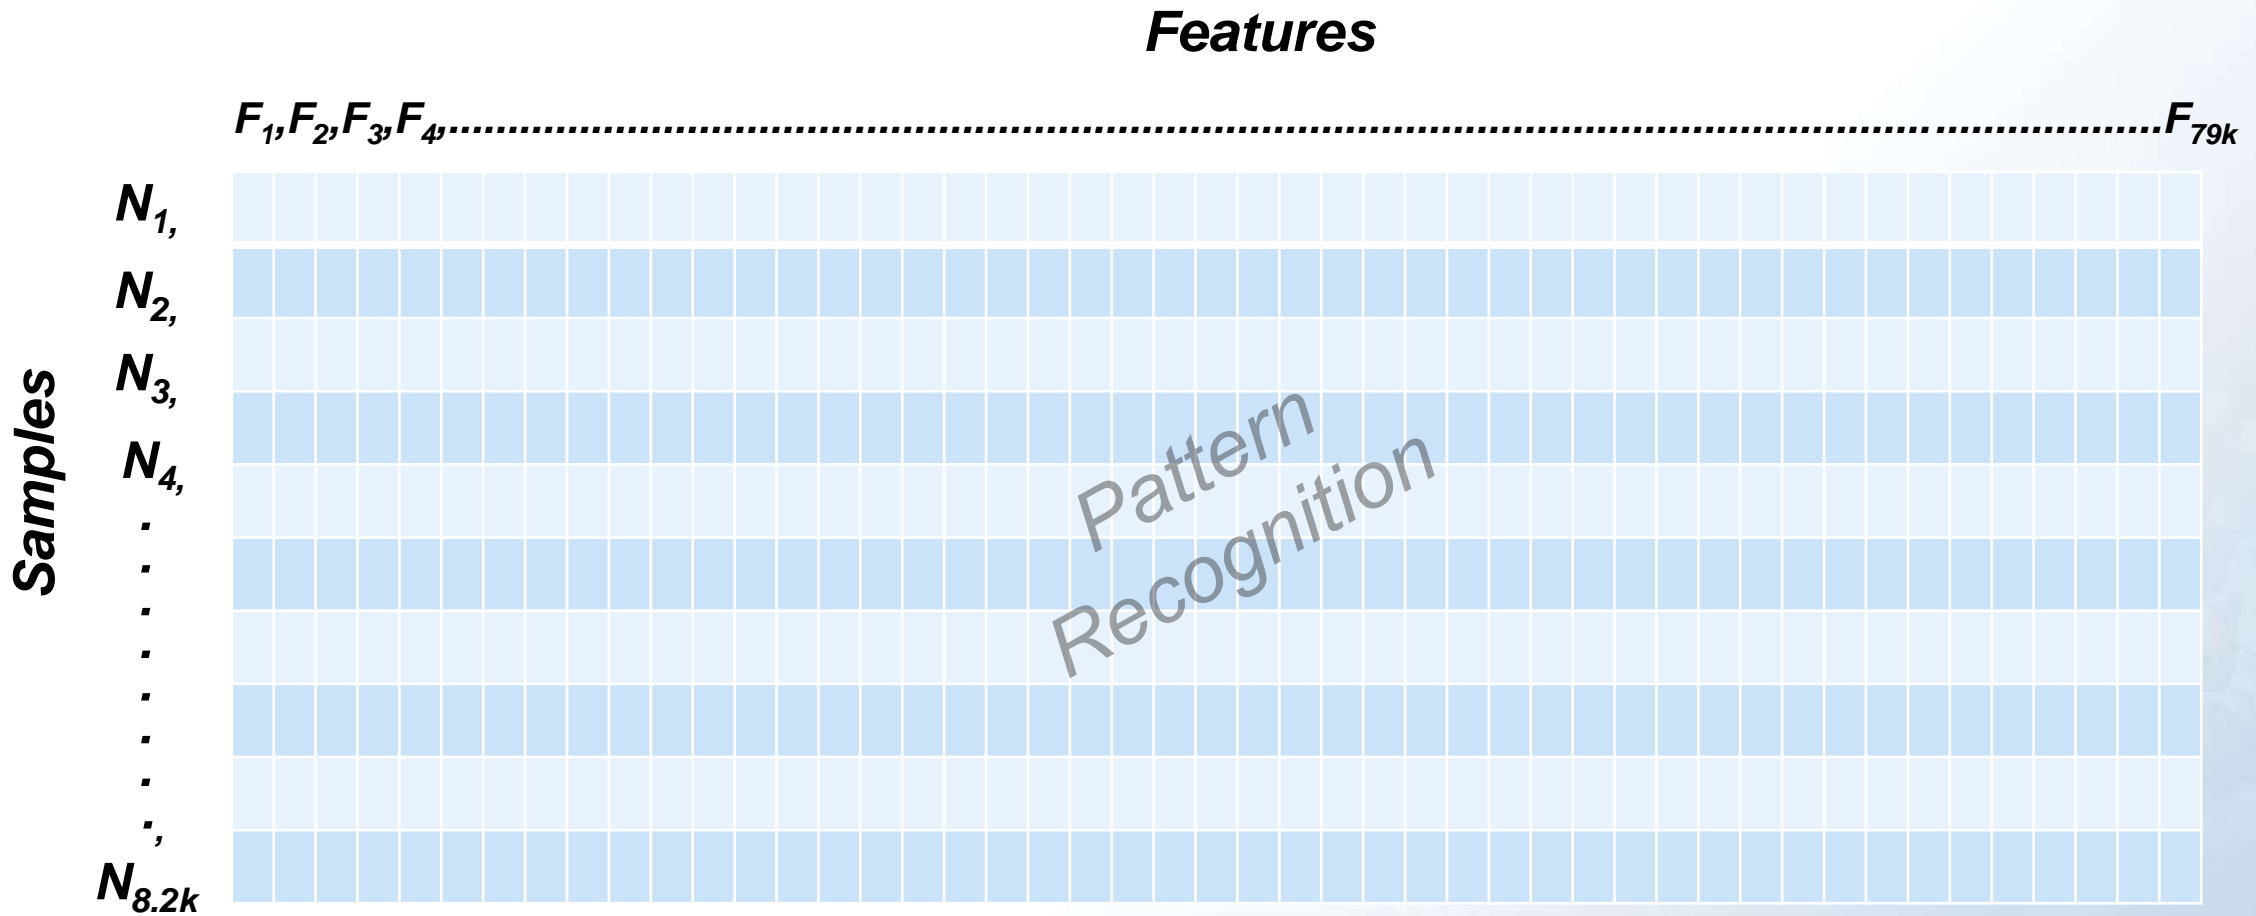 Features
F1,F2,F3,F4,........................................................................................................................................F79k
Samples
N1,
N2,
N3,
N4,
.
.
.
.
.
.
.
.,
N8.2k
Pattern
Recognition